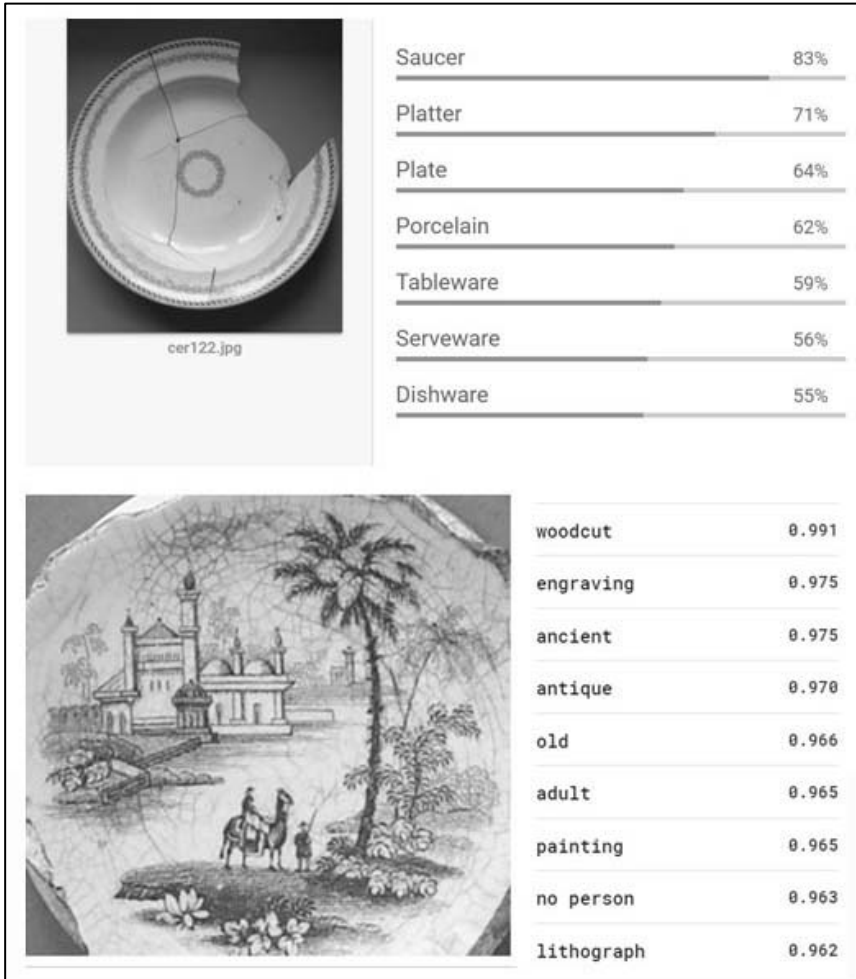 Saucer 83%
Platter 71%
Plate 64%
Porcelain 62%
Tableware 59%
Serveware 56%
Dishware 55%
cer122.jpg
woodcut 0.991
engraving 0.975
ancient 0.975
antique 0.970
old 0.966
adult 0.965
painting 0.965
no person 0.963
lithograph 0.962